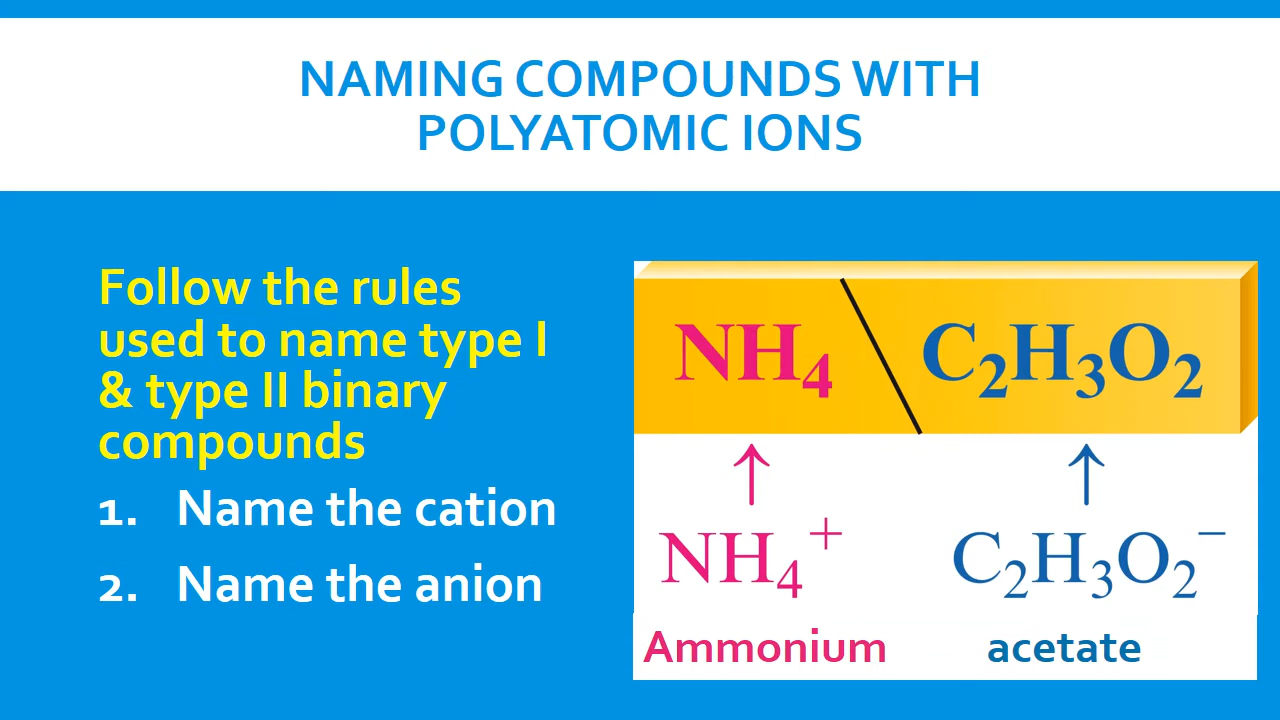 NAMING COMPOUNDS WITH
POLYATOMIC IONS
Follow the rules
used to name type I
& type II binary
compounds
1. Name the cation
2. Name the anion
NH₄ C₂H₃O₂
NH₄⁺ C₂H₃O₂⁻
Ammonium acetate